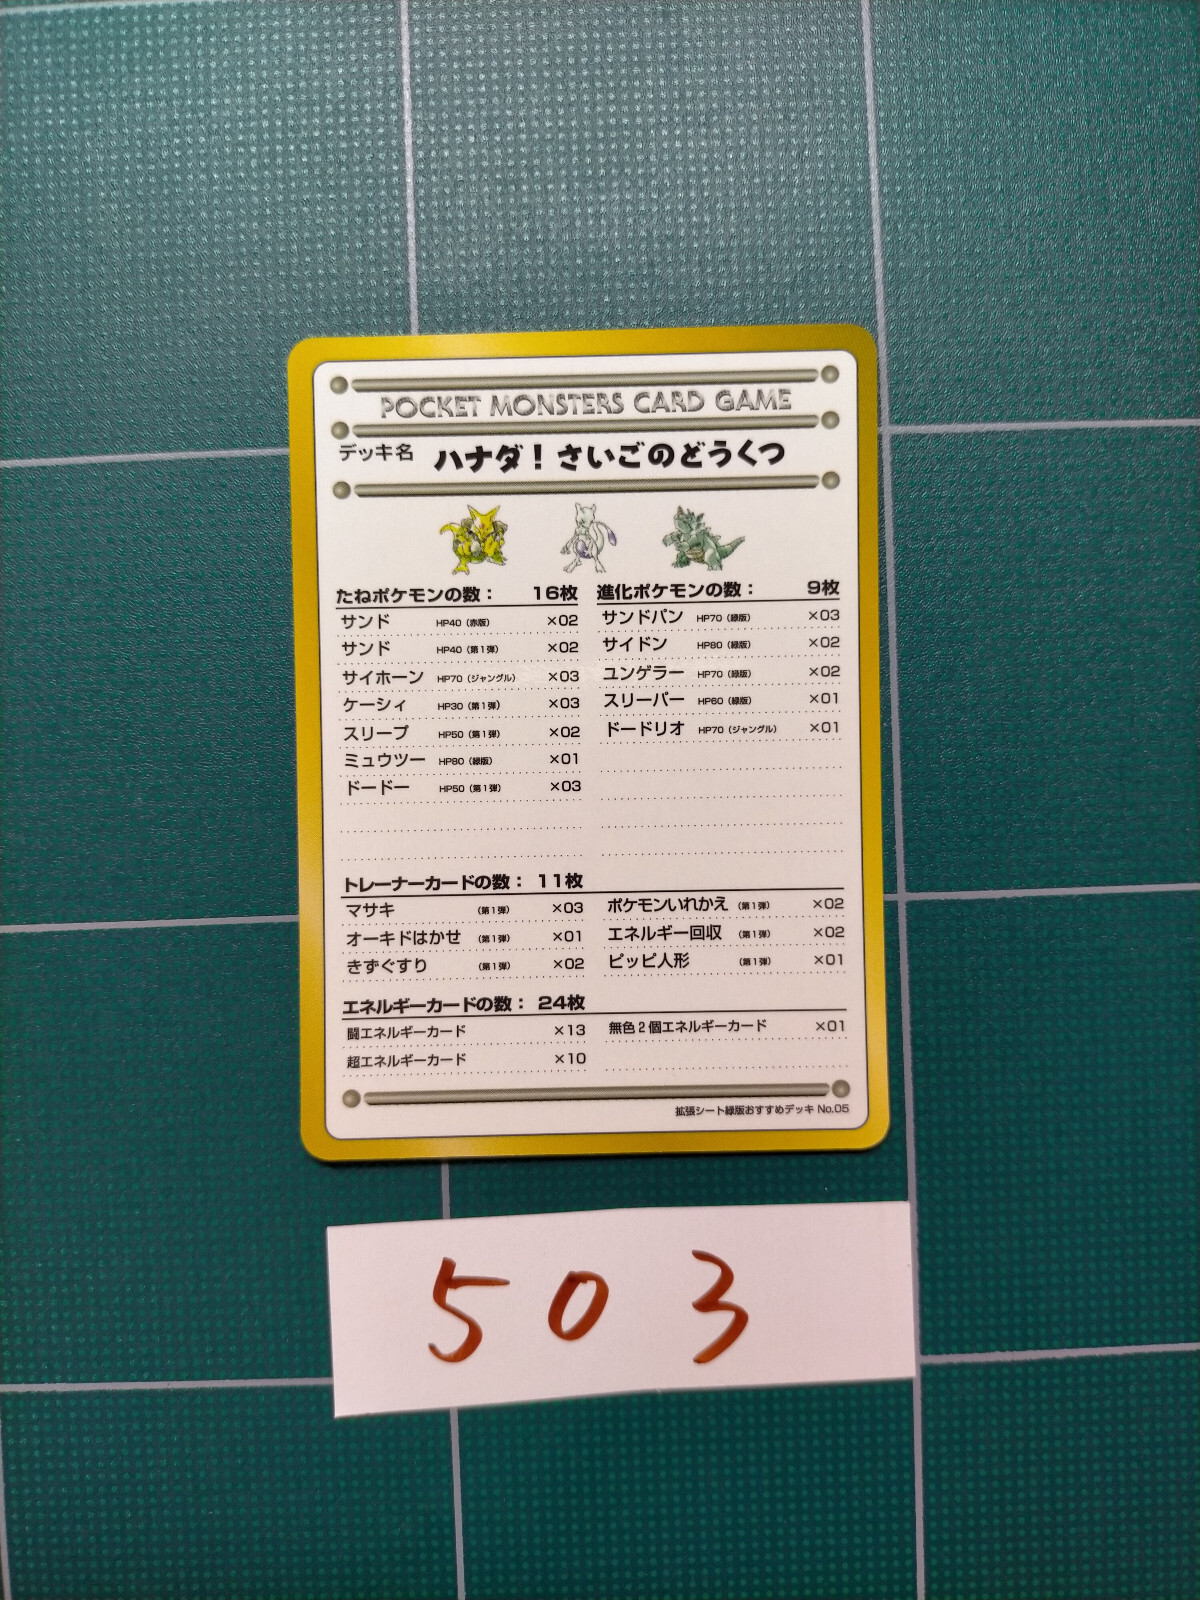 POCKET MONSTERS CARD GAME
デッキ名 ハナダ！さいごのどうくつ
たねポケモンの数： 16枚
サンド HP40（赤版） ×02
サンド HP40（第1弾） ×02
サイホーン HP70（ジャングル） ×03
ケーシィ HP30（第1弾） ×03
スリープ HP50（第1弾） ×02
ミュウツー HP80（緑版） ×01
ドードー HP50（第1弾） ×03
進化ポケモンの数： 9枚
サンドパン HP70（緑版） ×03
サイドン HP80（緑版） ×02
ユンゲラー HP70（緑版） ×02
スリーパー HP60（緑版） ×01
ドードリオ HP70（ジャングル） ×01
トレーナーカードの数： 11枚
マサキ （第1弾） ×03
オーキドはかせ （第1弾） ×01
きずぐすり （第1弾） ×02
ポケモンいれかえ （第1弾） ×02
エネルギー回収 （第1弾） ×02
ピッピ人形 （第1弾） ×01
エネルギーカードの数： 24枚
闘エネルギーカード ×13
超エネルギーカード ×10
無色2個エネルギーカード ×01
拡張シート緑版おすすめデッキ No.05
503